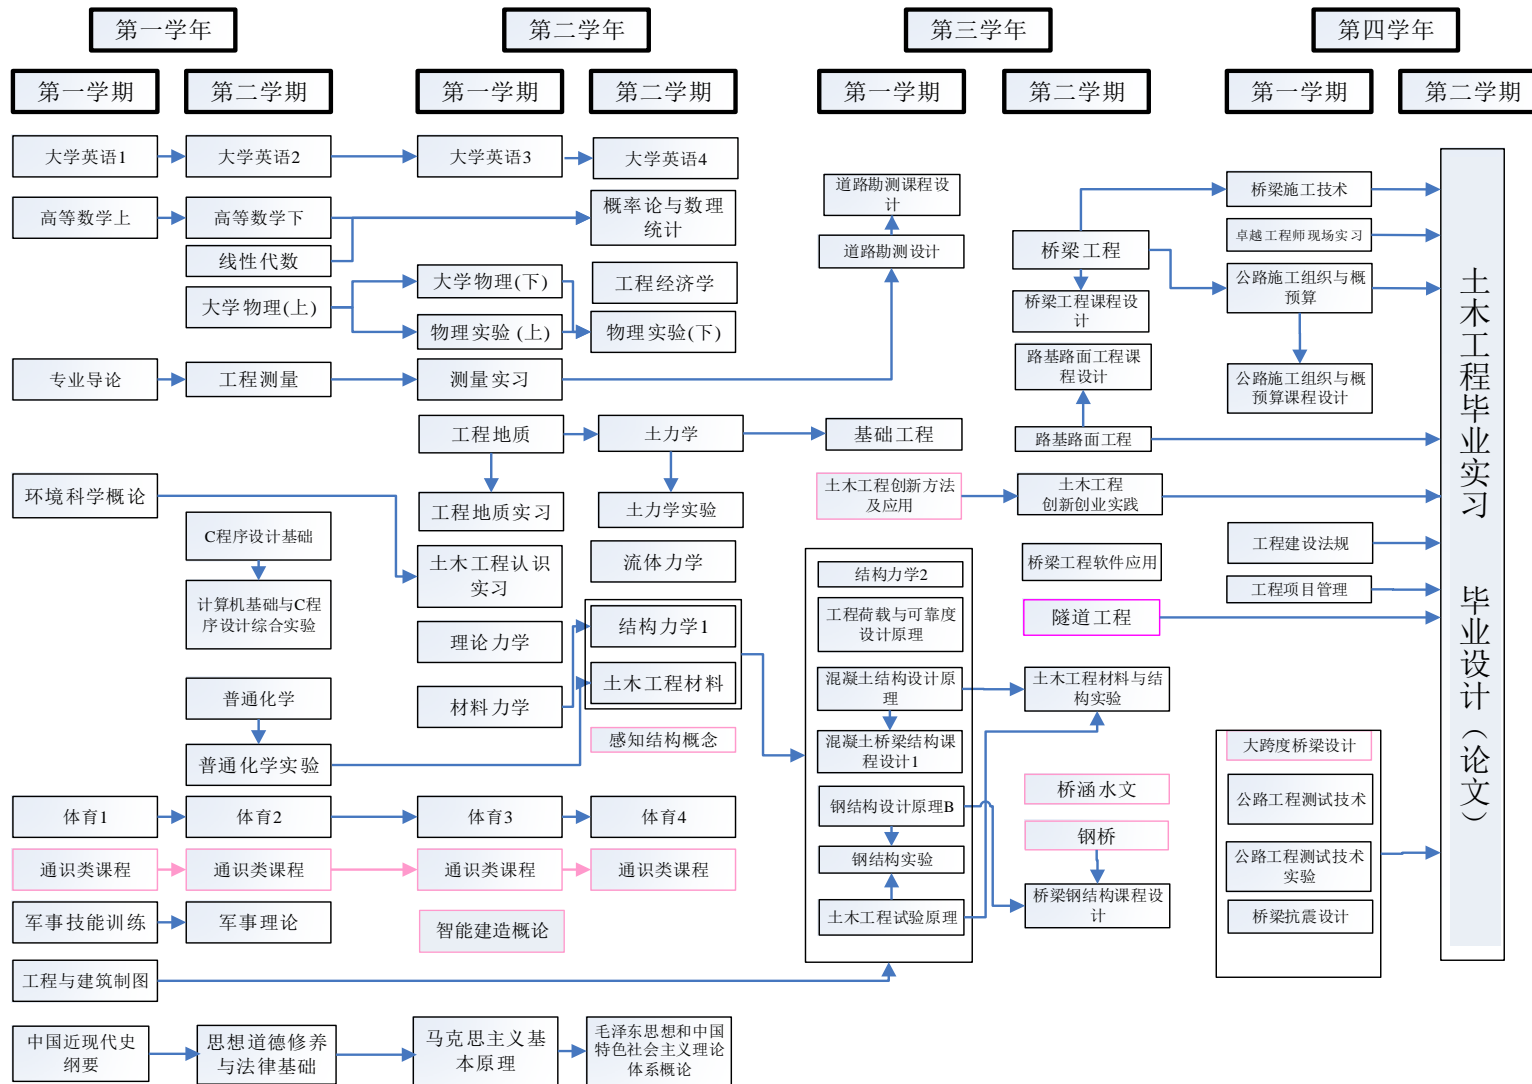 第一学年
第二学年
第三学年
第四学年
第一学期
第二学期
第一学期
第二学期
第一学期
第二学期
第一学期
第二学期
大学英语1
大学英语2
大学英语3
大学英语4
高等数学上
高等数学下
概率论与数理
统计
线性代数
大学物理(上)
大学物理(下)
工程经济学
物理实验 (上)
物理实验(下)
专业导论
工程测量
测量实习
工程地质
土力学
基础工程
环境科学概论
工程地质实习
土力学实验
C程序设计基础
土木工程认识
实习
流体力学
计算机基础与C程
序设计综合实验
理论力学
结构力学1
材料力学
土木工程材料
普通化学
感知结构概念
普通化学实验
体育1
体育2
体育3
体育4
通识类课程
通识类课程
通识类课程
通识类课程
军事技能训练
军事理论
智能建造概论
工程与建筑制图
中国近现代史
纲要
思想道德修养
与法律基础
马克思主义基
本原理
毛泽东思想和中国
特色社会主义理论
体系概论
道路勘测课程设
计
道路勘测设计
土木工程创新方法
及应用
结构力学2
工程荷载与可靠度
设计原理
混凝土结构设计原
理
混凝土桥梁结构课
程设计1
钢结构设计原理B
钢结构实验
土木工程试验原理
桥梁工程
桥梁工程课程设
计
路基路面工程课
程设计
路基路面工程
土木工程
创新创业实践
桥梁工程软件应用
隧道工程
土木工程材料与结
构实验
桥涵水文
钢桥
桥梁钢结构课程设
计
桥梁施工技术
卓越工程师现场实习
公路施工组织与概
预算
公路施工组织与概
预算课程设计
工程建设法规
工程项目管理
大跨度桥梁设计
公路工程测试技术
公路工程测试技术
实验
桥梁抗震设计
土木工程毕业实习 毕业设计（论文）